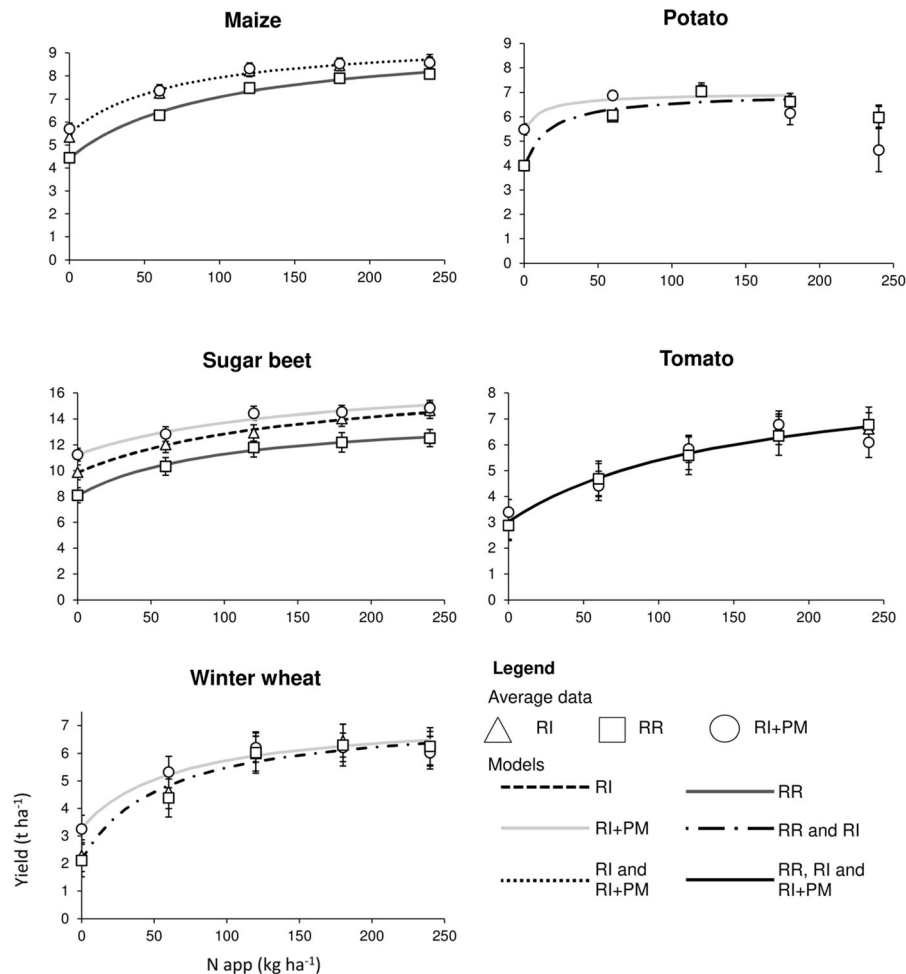 Maize
9
8
7
6
5
4
3
2
1
0
0 50 100 150 200 250
Potato
9
8
7
6
5
4
3
2
1
0
0 50 100 150 200 250
Sugar beet
16
14
12
10
8
6
4
2
0
0 50 100 150 200 250
Tomato
8
7
6
5
4
3
2
1
0
0 50 100 150 200 250
Winter wheat
7
6
5
4
3
2
1
0
0 50 100 150 200 250
Yield (t ha⁻¹)
N app (kg ha⁻¹)
Legend
Average data
RI RR RI+PM
Models
RI RR
RI+PM RR and RI
RI and RR, RI and
RI+PM RI+PM